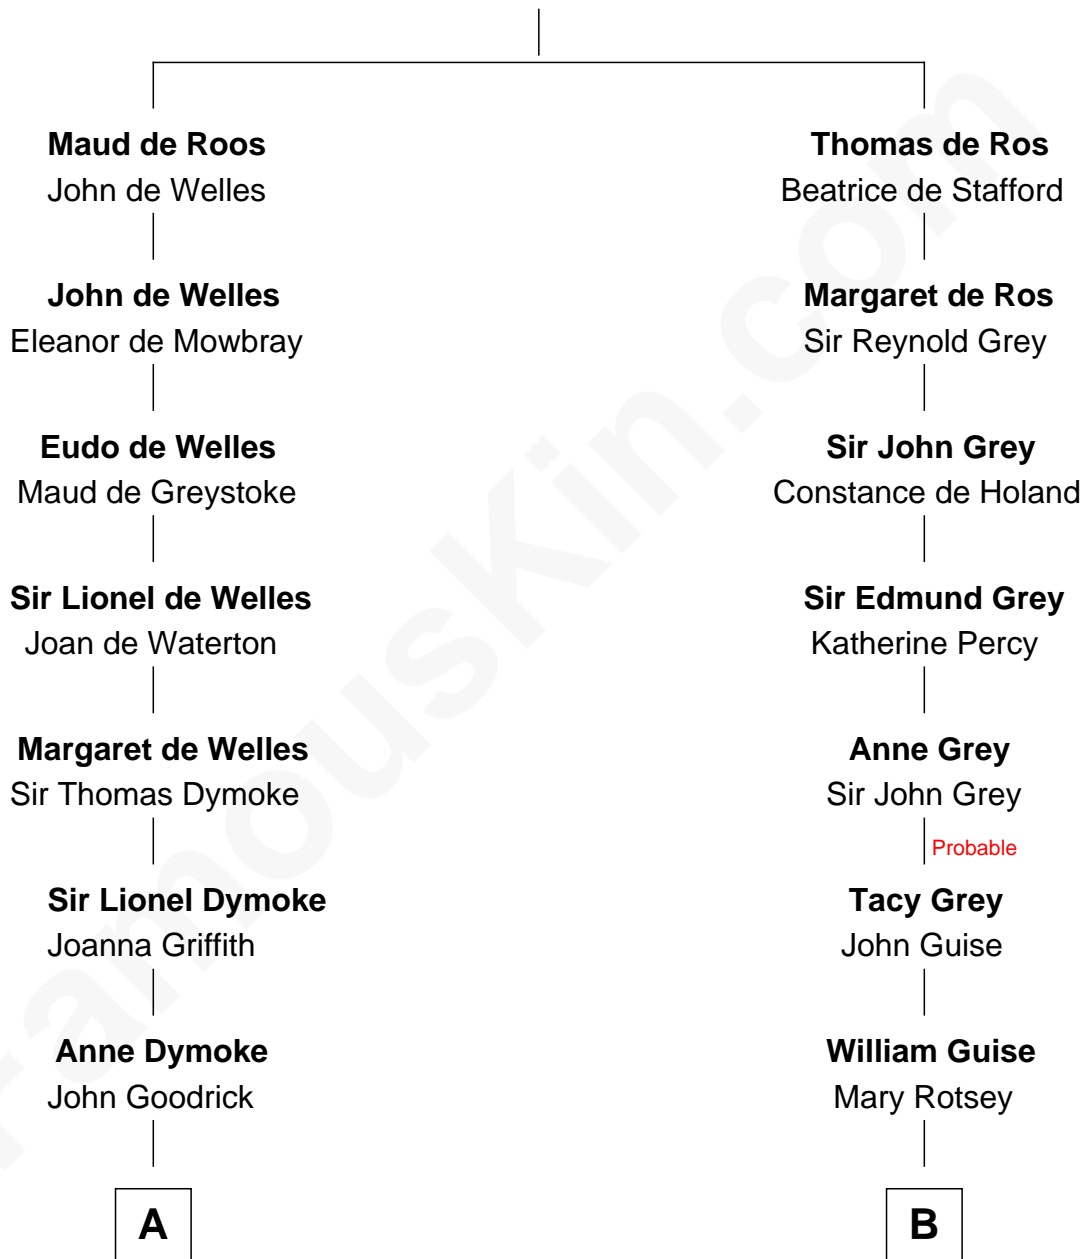 Maud de Roos
John de Welles
Thomas de Ros
Beatrice de Stafford
John de Welles
Eleanor de Mowbray
Margaret de Ros
Sir Reynold Grey
Eudo de Welles
Maud de Greystoke
Sir John Grey
Constance de Holand
Sir Lionel de Welles
Joan de Waterton
Sir Edmund Grey
Katherine Percy
Margaret de Welles
Sir Thomas Dymoke
Anne Grey
Sir John Grey
Probable
Sir Lionel Dymoke
Joanna Griffith
Tacy Grey
John Guise
Anne Dymoke
John Goodrick
William Guise
Mary Rotsey
A
B
FamousKin.com